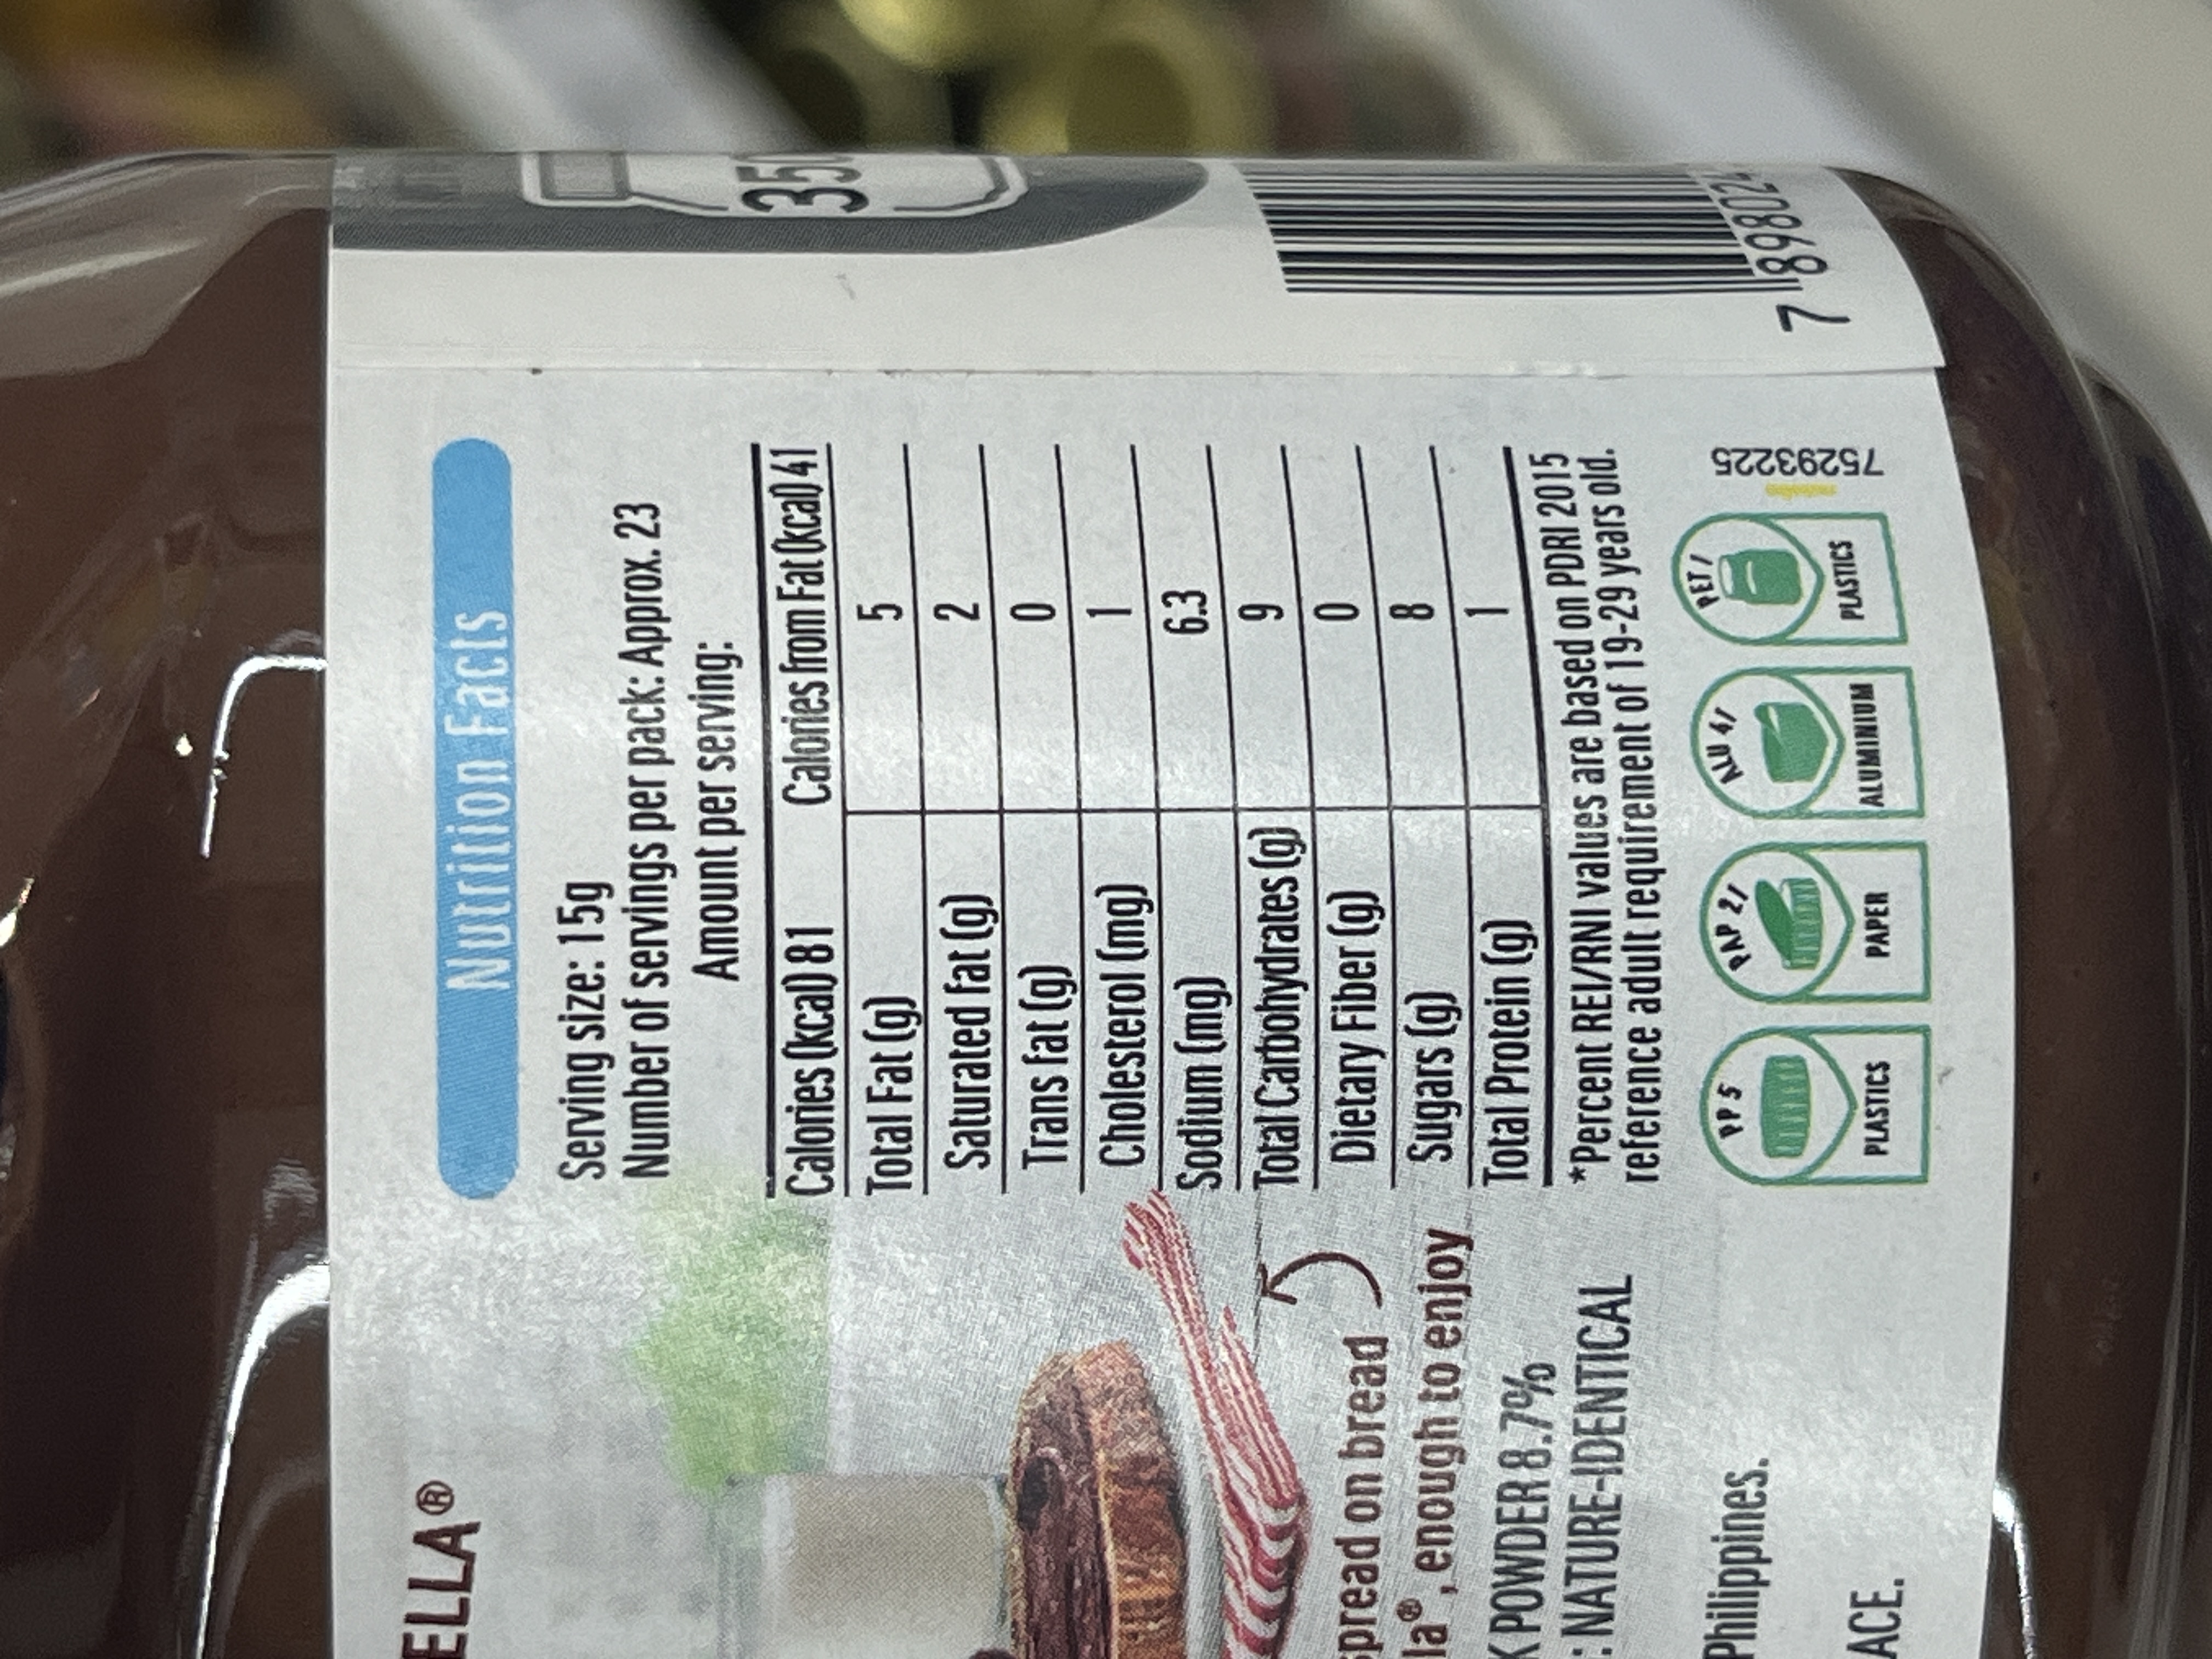 ELLA®
Nutrition Facts
Serving size: 15g
Number of servings per pack: Approx. 23
Amount per serving:
Calories (kcal) 81 Calories from Fat (kcal) 41
Total Fat (g) 5
Saturated fat (g) 2
Trans fat (g) 0
Cholesterol (mg) 1
Sodium (mg) 6.3
Total Carbohydrates (g) 9
Dietary Fiber (g) 0
Sugars (g) 8
Total Protein (g) 1
*Percent REI/RNI values are based on PDRI 2015
reference adult requirement of 19-29 years old.
spread on bread
la®, enough to enjoy
K POWDER 8.7%
: NATURE-IDENTICAL
Philippines.
ACE.
PP 5
PLASTICS
PAP 21
PAPER
ALU 41
ALUMINIUM
PET 1
PLASTICS
75293225
350
7 898024